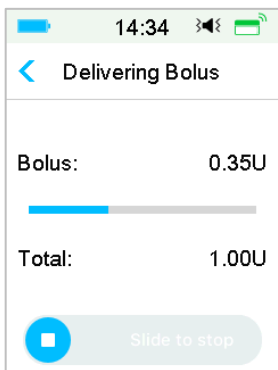 14:34
Delivering Bolus
Bolus: 0.35U
Total: 1.00U
Slide to stop